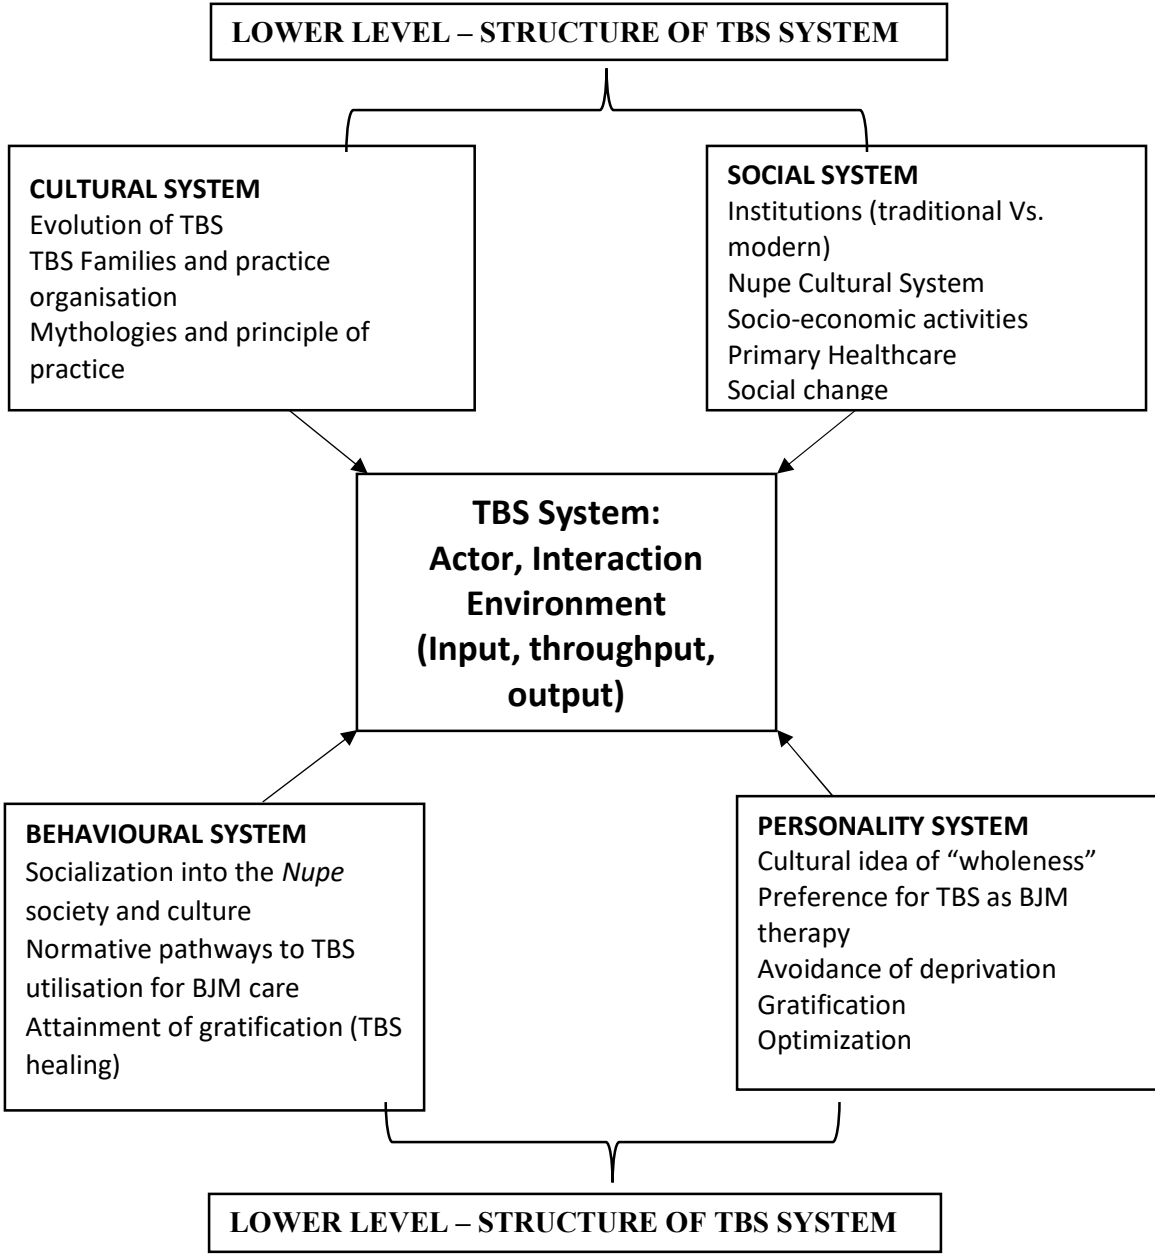 LOWER LEVEL – STRUCTURE OF TBS SYSTEM
CULTURAL SYSTEM
Evolution of TBS
TBS Families and practice
organisation
Mythologies and principle of
practice
SOCIAL SYSTEM
Institutions (traditional Vs.
modern)
Nupe Cultural System
Socio-economic activities
Primary Healthcare
Social change
TBS System:
Actor, Interaction
Environment
(Input, throughput,
output)
BEHAVIOURAL SYSTEM
Socialization into the Nupe
society and culture
Normative pathways to TBS
utilisation for BJM care
Attainment of gratification (TBS
healing)
PERSONALITY SYSTEM
Cultural idea of “wholeness”
Preference for TBS as BJM
therapy
Avoidance of deprivation
Gratification
Optimization
LOWER LEVEL – STRUCTURE OF TBS SYSTEM